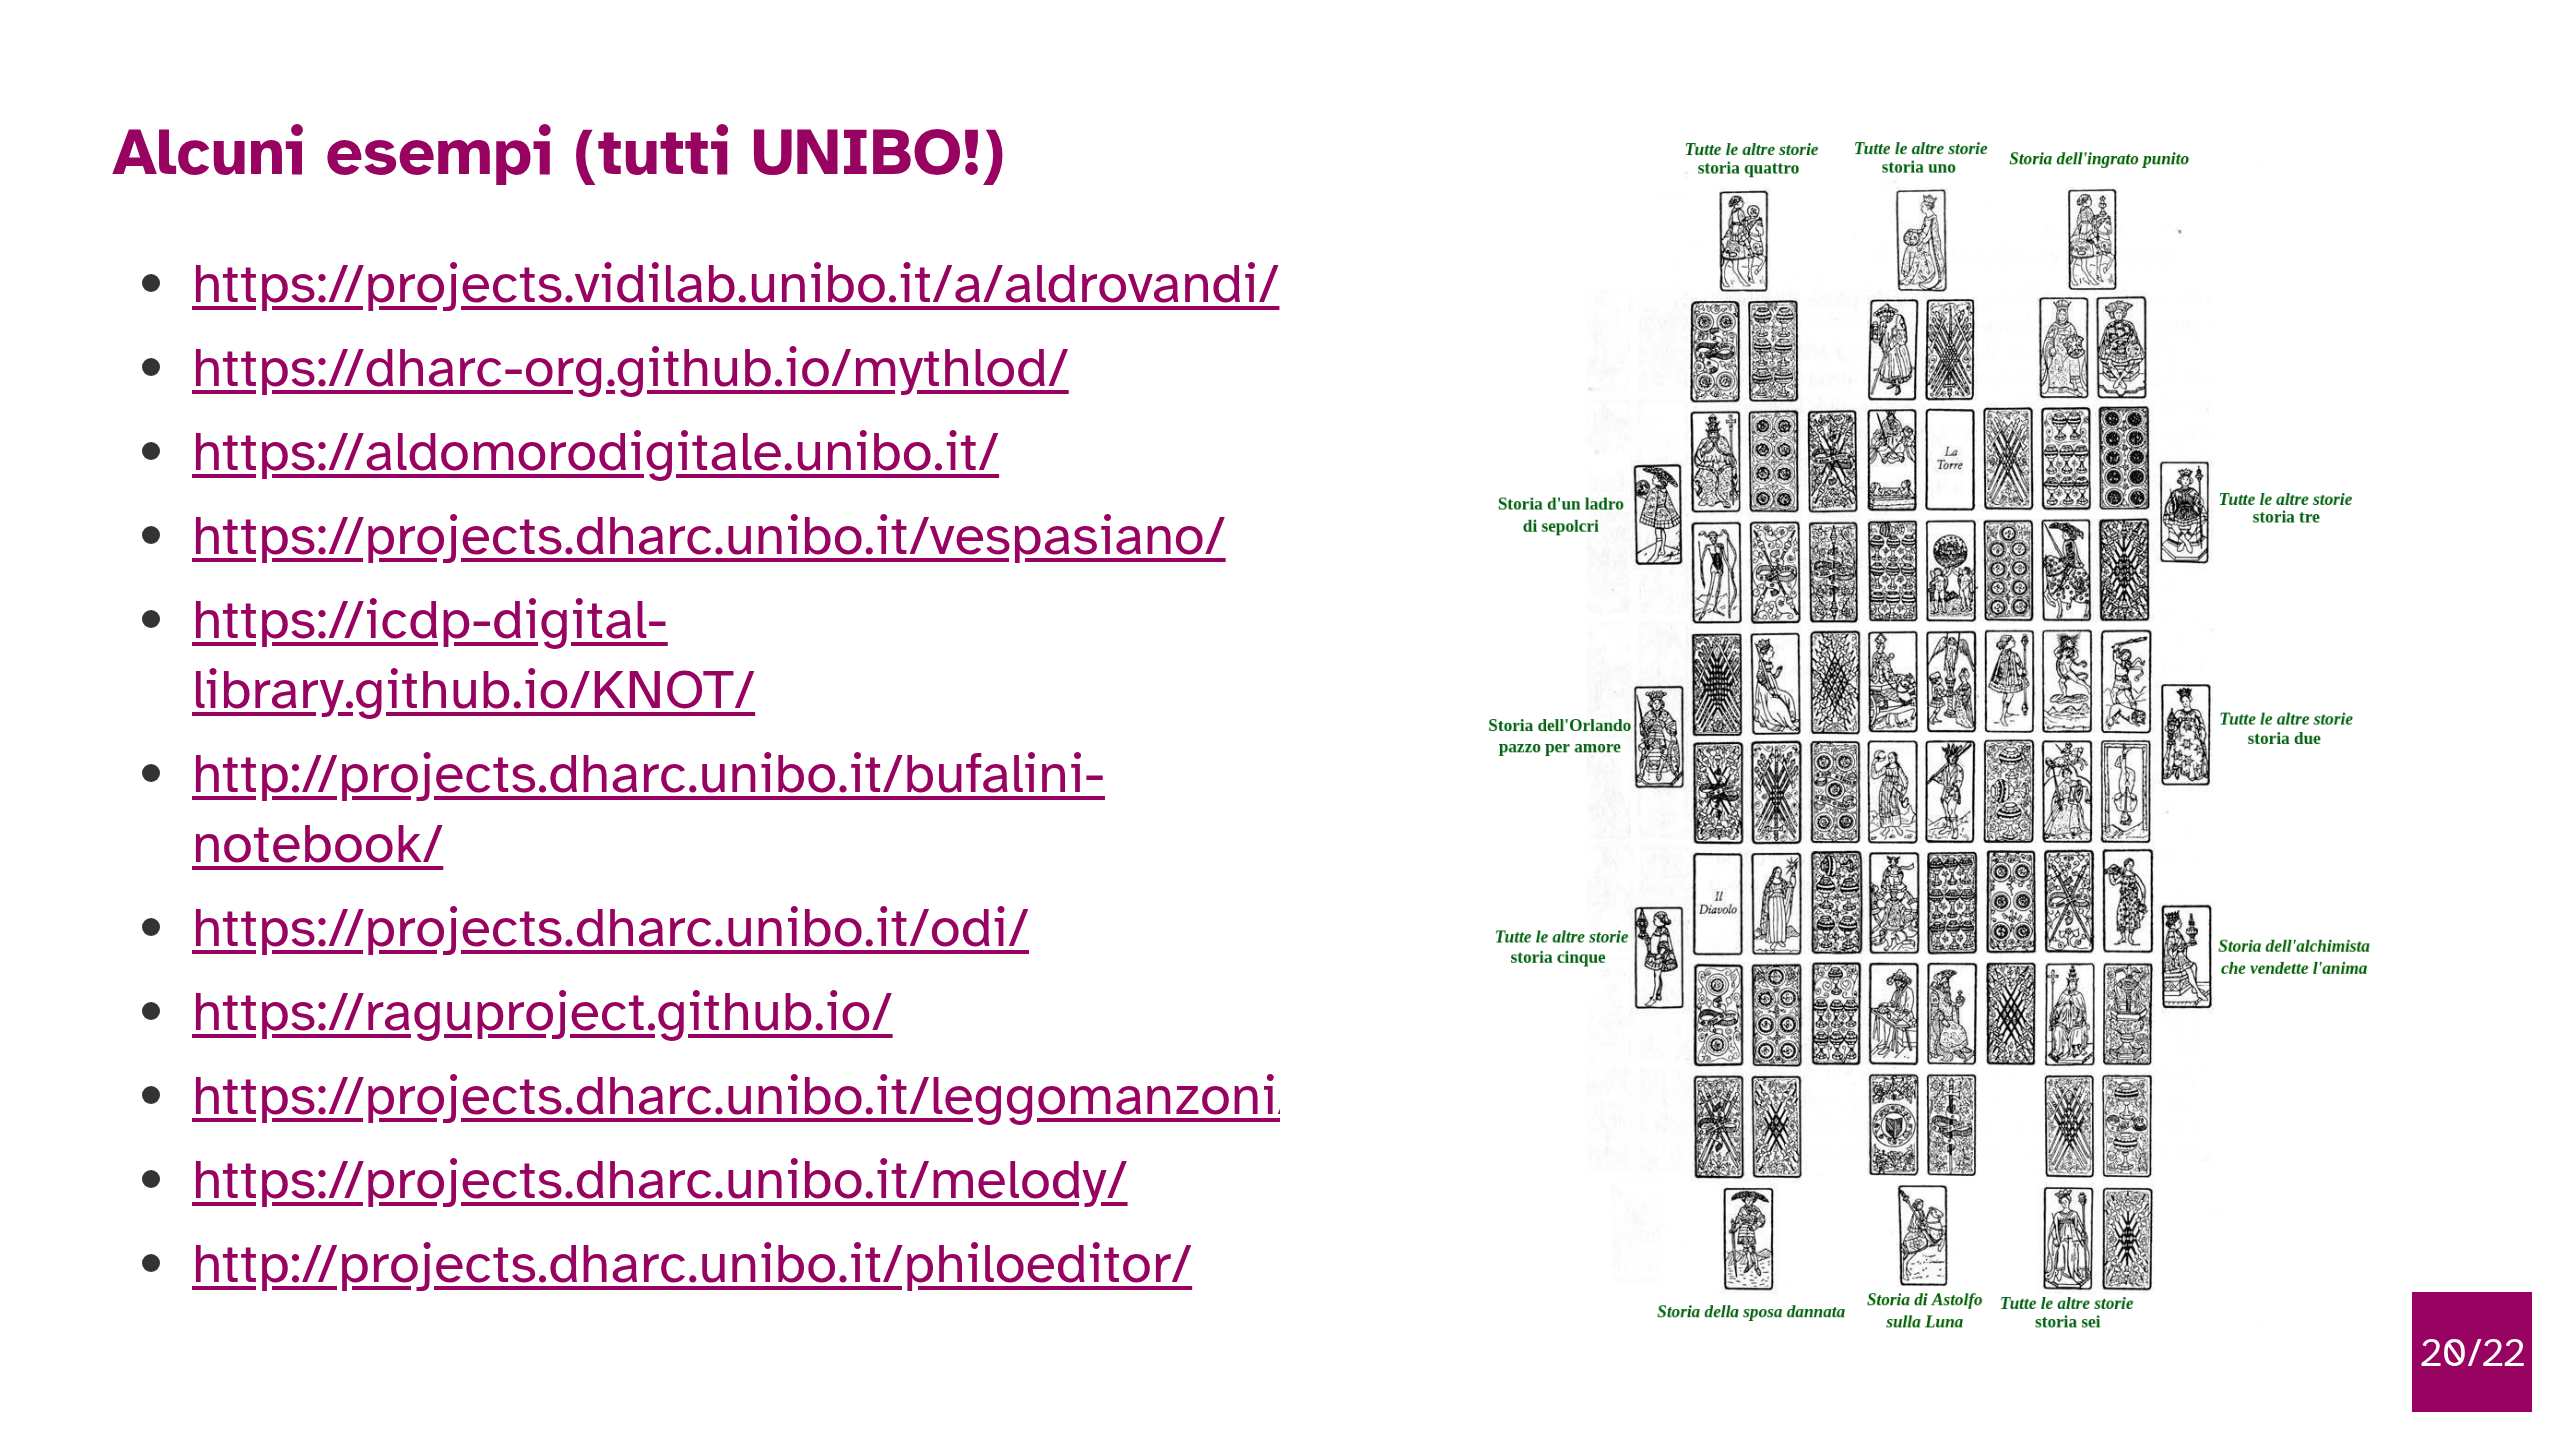 Alcuni esempi (tutti UNIBO!)
https://projects.vidilab.unibo.it/a/aldrovandi/
https://dharc-org.github.io/mythlod/
https://aldomorodigitale.unibo.it/
https://projects.dharc.unibo.it/vespasiano/
https://icdp-digital-
library.github.io/KNOT/
http://projects.dharc.unibo.it/bufalini-
notebook/
https://projects.dharc.unibo.it/odi/
https://raguproject.github.io/
https://projects.dharc.unibo.it/leggomanzoni/
https://projects.dharc.unibo.it/melody/
http://projects.dharc.unibo.it/philoeditor/
Tutte le altre storie
storia quattro
Tutte le altre storie
storia uno
Storia dell'ingrato punito
La
Torre
Storia d'un ladro
di sepolcri
Tutte le altre storie
storia tre
Storia dell'Orlando
pazzo per amore
Tutte le altre storie
storia due
Il
Diavolo
Tutte le altre storie
storia cinque
Storia dell'alchimista
che vendette l'anima
Storia della sposa dannata
Storia di Astolfo
sulla Luna
Tutte le altre storie
storia sei
20/22